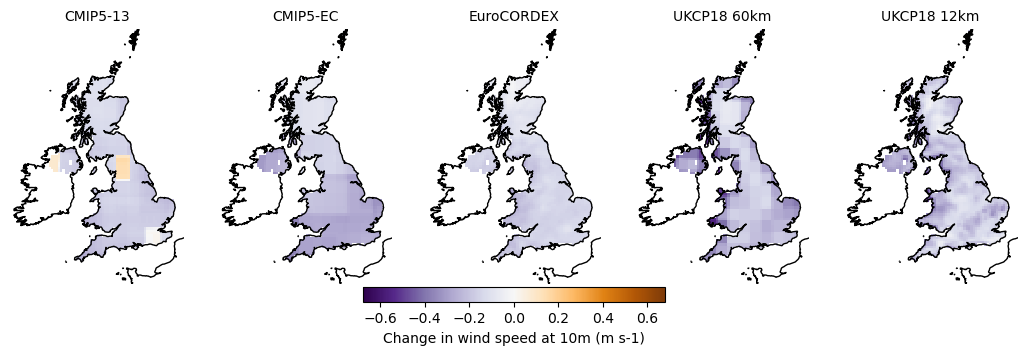 CMIP5-13 CMIP5-EC EuroCORDEX UKCP18 60km UKCP18 12km
−0.6 −0.4 −0.2 0.0 0.2 0.4 0.6
Change in wind speed at 10m (m s-1)